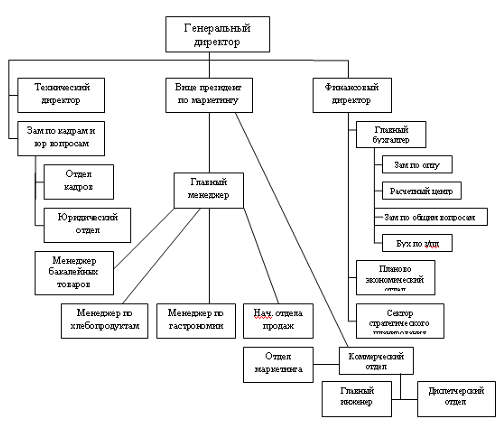 Генеральный
директор
Технический
директор
Вице президент
по маркетингу
Финансовый
директор
Зам по кадрам и
юр вопросам
Главный
бухгалтер
Отдел
кадров
Зам по опту
Главный
менеджер
Расчетный центр
Юридический
отдел
Зам по общим вопросам
Бух по з/пл
Менеджер
бакалейных
товаров
Планово
экономический
отдел
Менеджер по
хлебопродуктам
Менеджер по
гастрономии
Нач. отдела
продаж
Сектор
стратегического
планирования
Отдел
маркетинга
Коммерческий
отдел
Главный
инженер
Диспетчерский
отдел